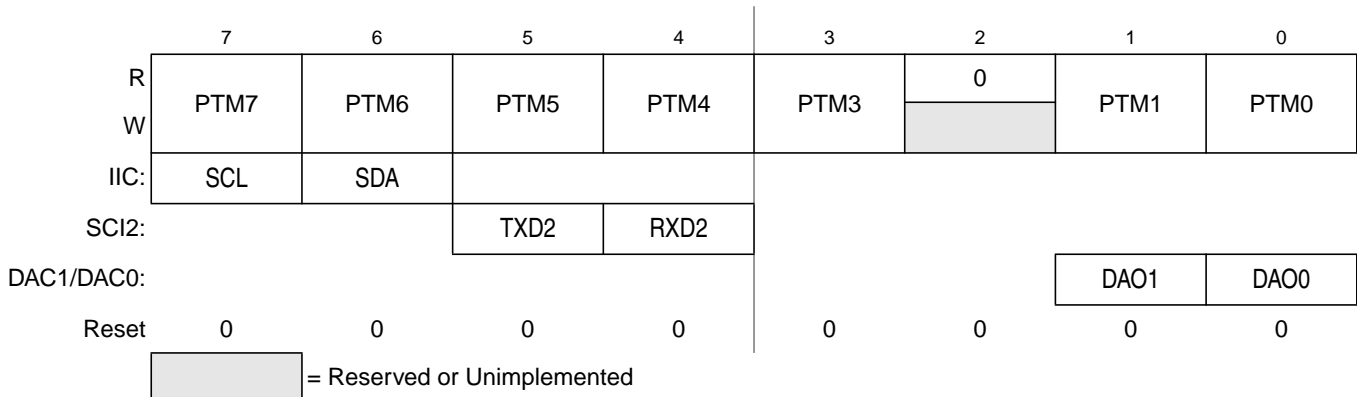 7 6 5 4 3 2 1 0
R 0
PTM7 PTM6 PTM5 PTM4 PTM3 PTM1 PTM0
W
IIC: SCL SDA
SCI2: TXD2 RXD2
DAC1/DAC0: DAO1 DAO0
Reset 0 0 0 0 0 0 0 0
= Reserved or Unimplemented